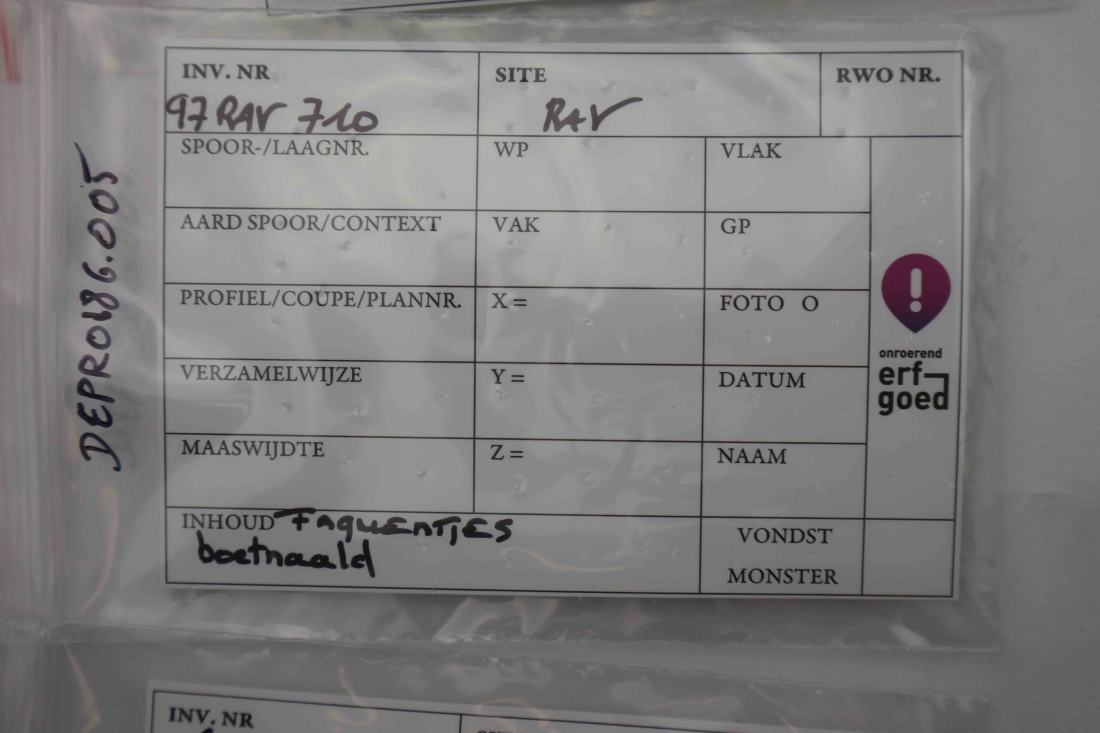 INV. NR SITE RWO NR.
97 RAV 710 RAV
SPOOR-/LAAGNR. WP VLAK
AARD SPOOR/CONTEXT VAK GP
PROFIEL/COUPE/PLANNR. X = FOTO O
VERZAMELWIJZE Y = DATUM
MAASWIJDTE Z = NAAM
INHOUD FRAGUENTJES
boetnaald
VONDST
MONSTER
onroerend
erf-
goed
DEPRO186.005
INV. NR